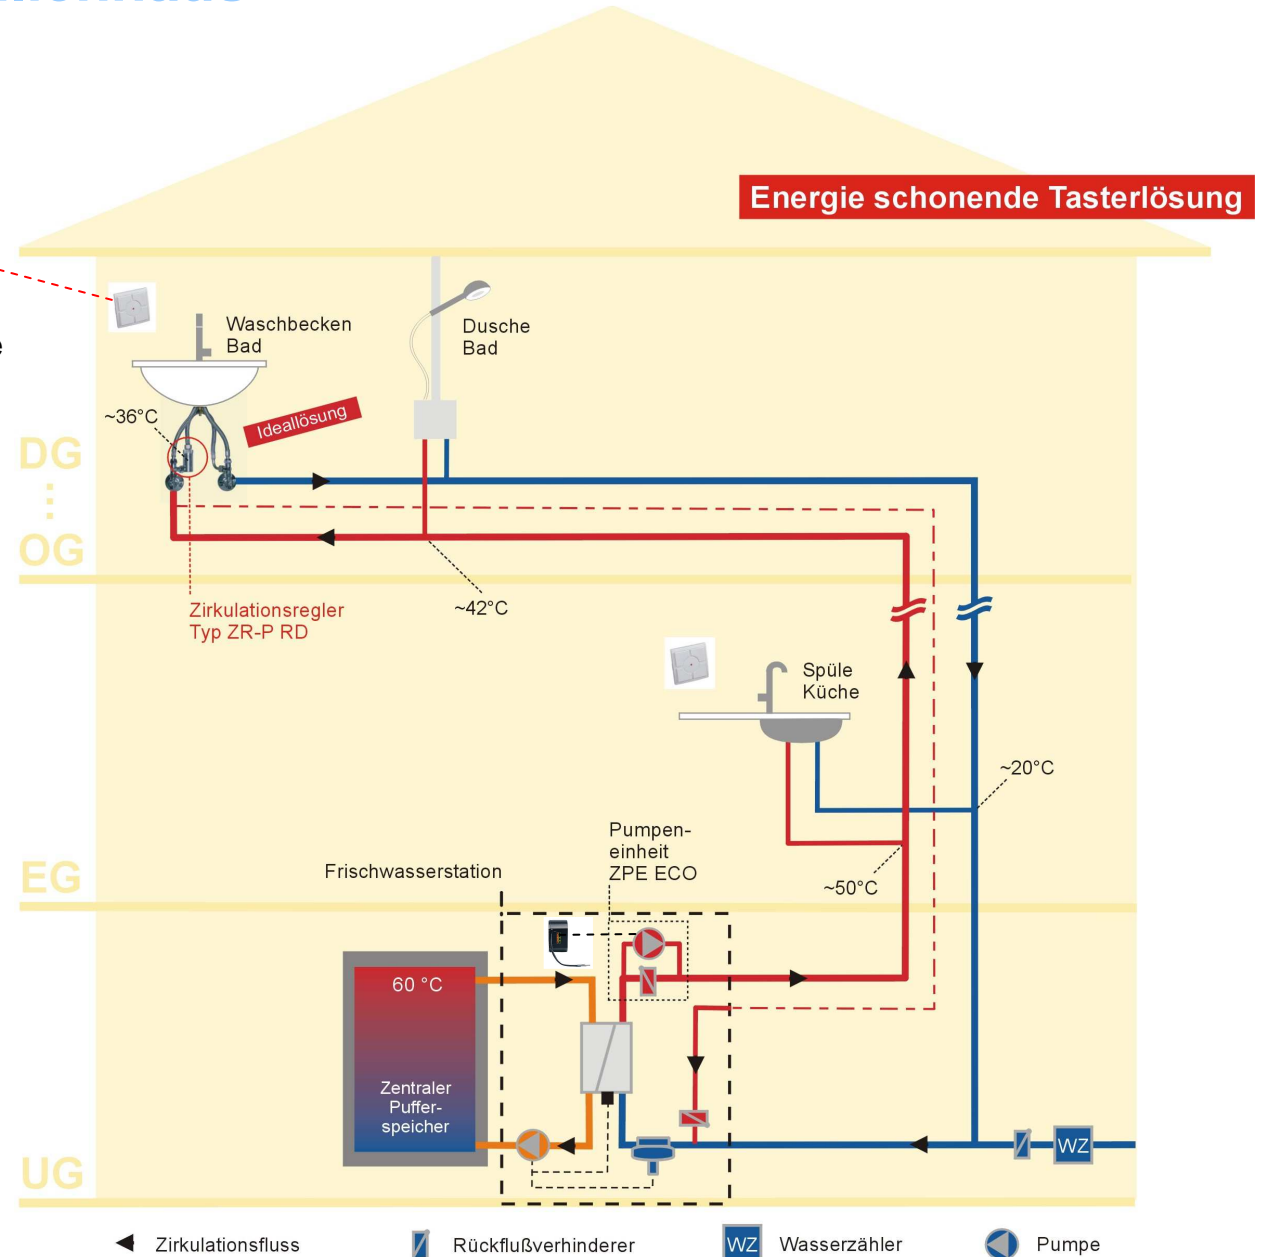 Energie schonende Tasterlösung
Waschbecken
Bad
Dusche
Bad
~36°C
Ideallösung
DG
OG
~42°C
Zirkulationsregler
Typ ZR-P RD
Spüle
Küche
~20°C
Pumpen-
einheit
ZPE ECO
Frischwasserstation
~50°C
EG
60 °C
Zentraler
Puffer-
speicher
WZ
UG
Zirkulationsfluss
Rückflußverhinderer
WZ Wasserzähler
Pumpe